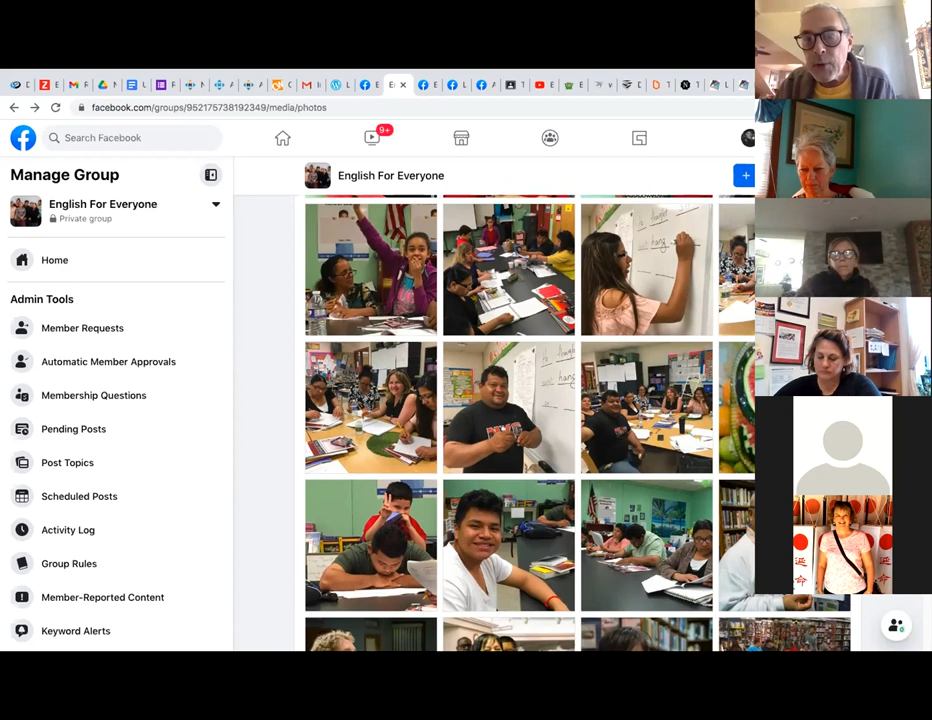 facebook.com/groups/952175738192349/media/photos
Search Facebook
9+
Manage Group
English For Everyone
Private group
English For Everyone
+
Home
Admin Tools
Member Requests
Automatic Member Approvals
Membership Questions
Pending Posts
Post Topics
Scheduled Posts
Activity Log
Group Rules
Member-Reported Content
Keyword Alerts
hang
hang